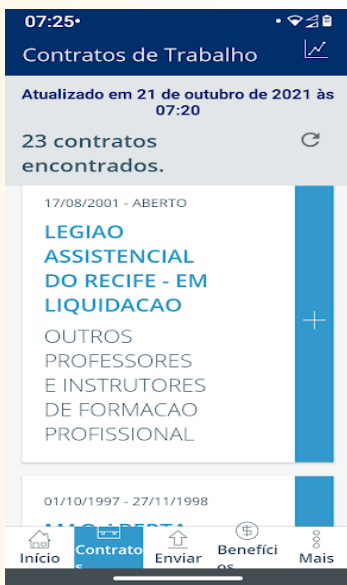 07:25•
Contratos de Trabalho
Atualizado em 21 de outubro de 2021 às
07:20
23 contratos
encontrados.
17/08/2001 - ABERTO
LEGIAO
ASSISTENCIAL
DO RECIFE - EM
LIQUIDACAO
OUTROS
PROFESSORES
E INSTRUTORES
DE FORMACAO
PROFISSIONAL
01/10/1997 - 27/11/1998
Início
Contrato
s
Enviar
Benefíci
os
Mais